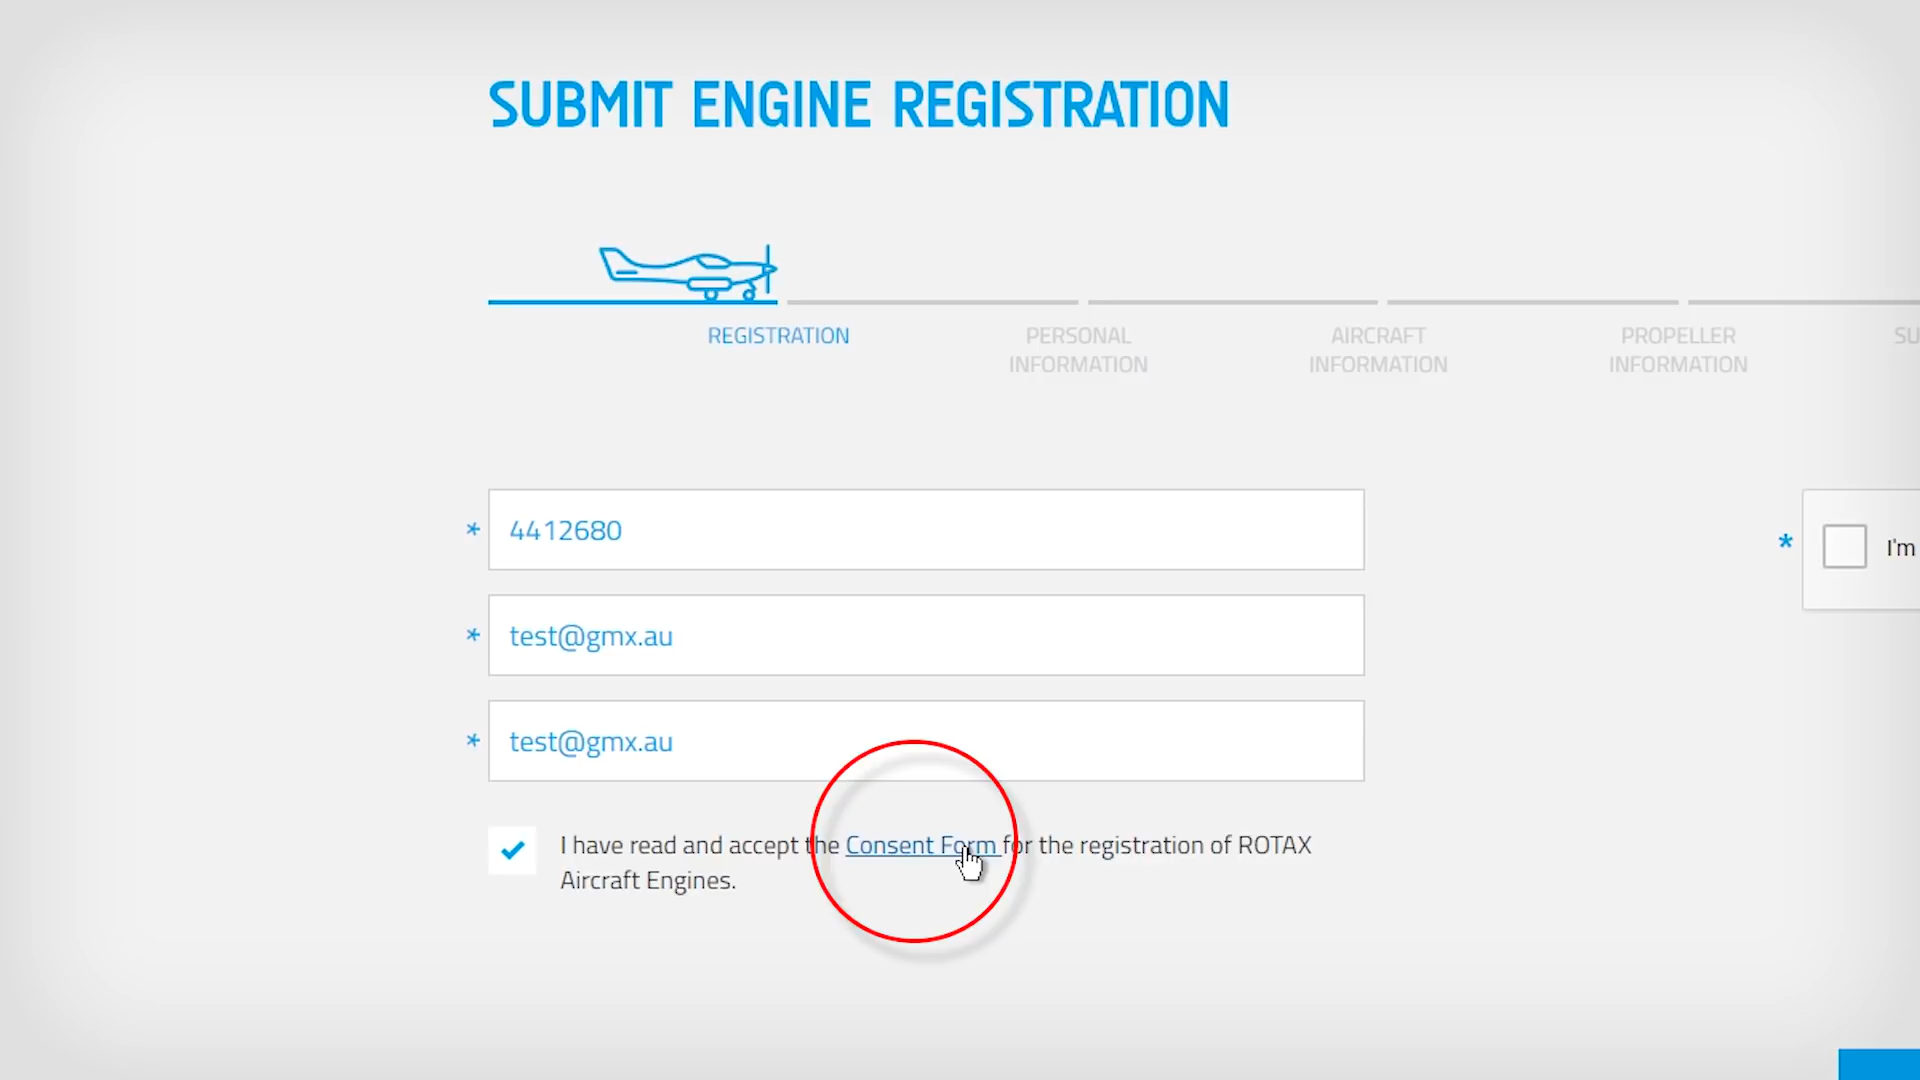 SUBMIT ENGINE REGISTRATION
REGISTRATION
PERSONAL
INFORMATION
AIRCRAFT
INFORMATION
PROPELLER
INFORMATION
SU
* 4412680
* I'm
* test@gmx.au
* test@gmx.au
I have read and accept the Consent Form for the registration of ROTAX
Aircraft Engines.